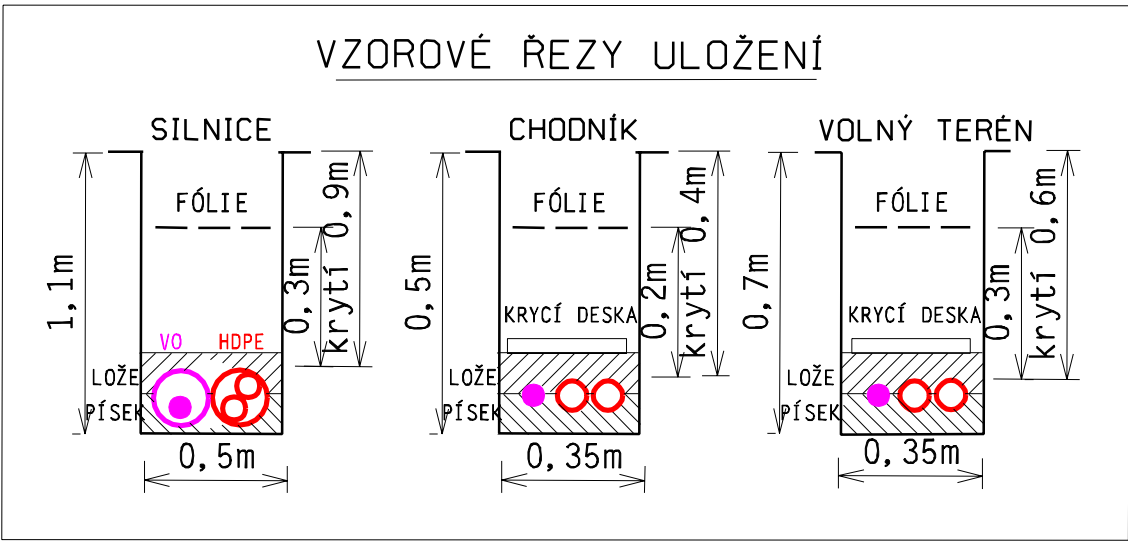 VZOROVÉ ŘEZY ULOŽENÍ
SILNICE
FÓLIE
1,1m
0,3m
krytí 0,9m
VO
HDPE
LOŽE
PÍSEK
0,5m
CHODNÍK
FÓLIE
0,5m
0,2m
krytí 0,4m
KRYCÍ DESKA
LOŽE
PÍSEK
0,35m
VOLNÝ TERÉN
FÓLIE
0,7m
0,3m
krytí 0,6m
KRYCÍ DESKA
LOŽE
PÍSEK
0,35m